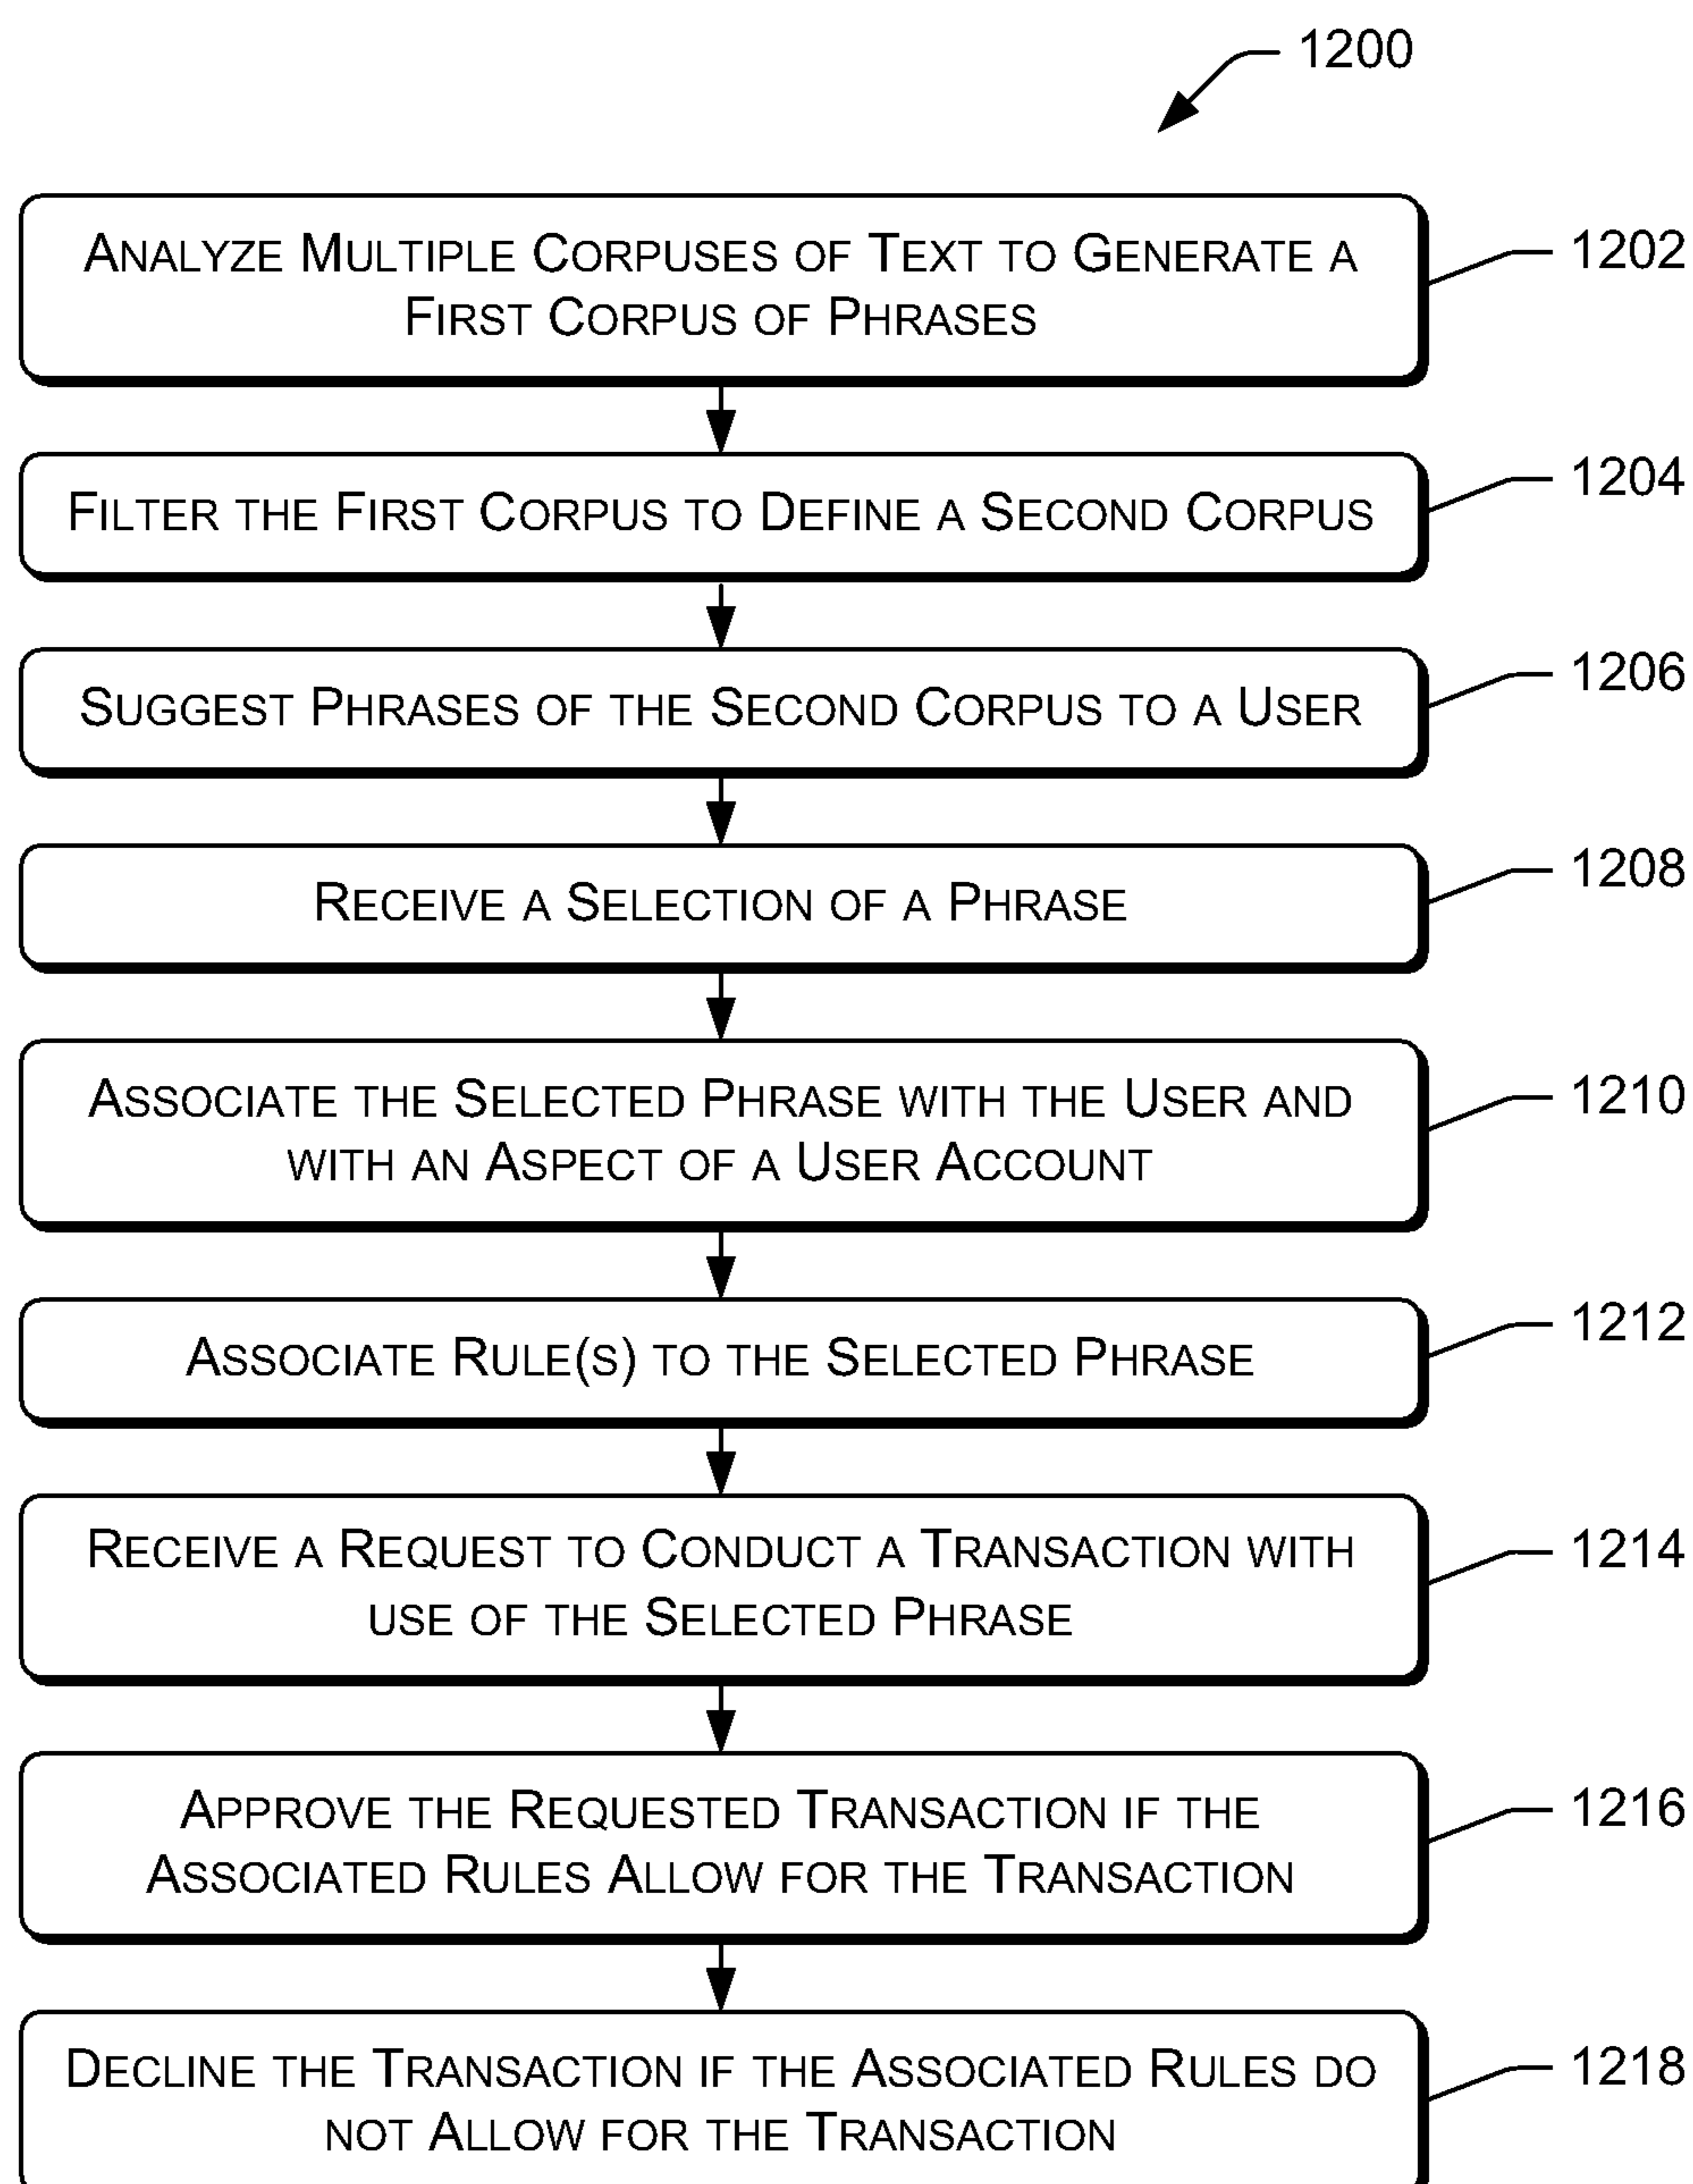 1200
ANALYZE MULTIPLE CORPUSES OF TEXT TO GENERATE A
FIRST CORPUS OF PHRASES
1202
FILTER THE FIRST CORPUS TO DEFINE A SECOND CORPUS
1204
SUGGEST PHRASES OF THE SECOND CORPUS TO A USER
1206
RECEIVE A SELECTION OF A PHRASE
1208
ASSOCIATE THE SELECTED PHRASE WITH THE USER AND
WITH AN ASPECT OF A USER ACCOUNT
1210
ASSOCIATE RULE(S) TO THE SELECTED PHRASE
1212
RECEIVE A REQUEST TO CONDUCT A TRANSACTION WITH
USE OF THE SELECTED PHRASE
1214
APPROVE THE REQUESTED TRANSACTION IF THE
ASSOCIATED RULES ALLOW FOR THE TRANSACTION
1216
DECLINE THE TRANSACTION IF THE ASSOCIATED RULES DO
NOT ALLOW FOR THE TRANSACTION
1218